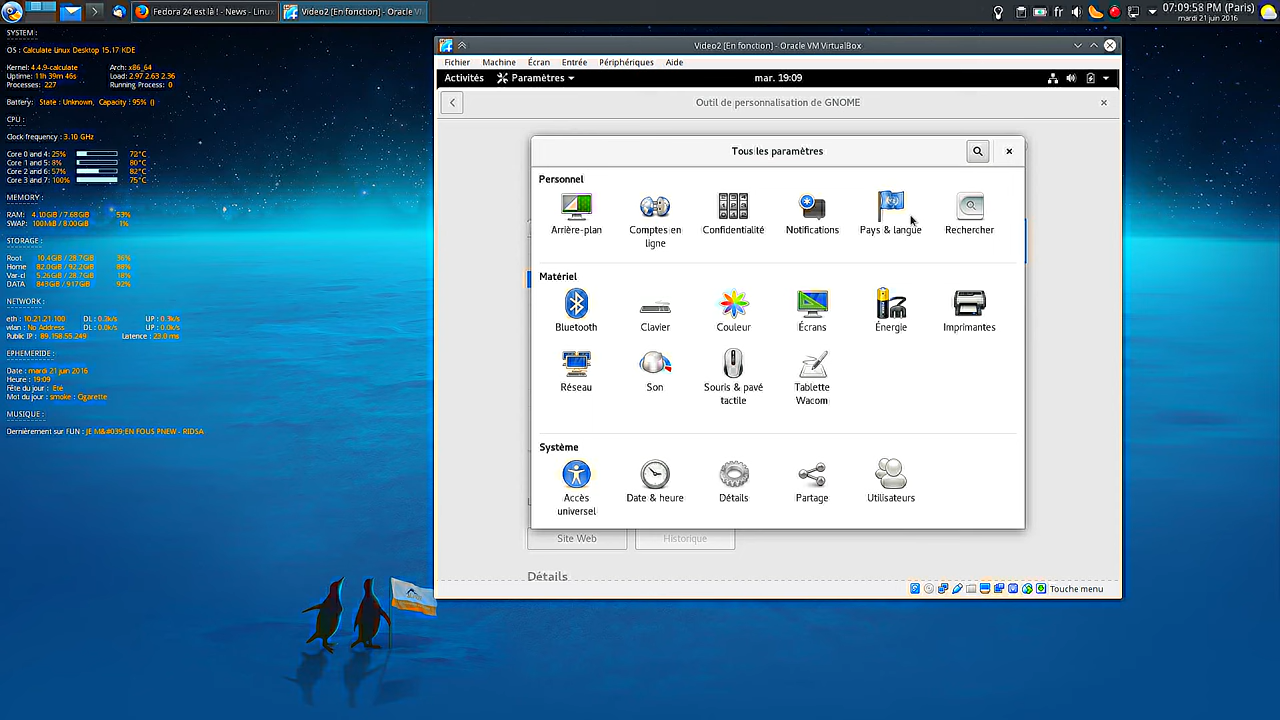 Fedora 24 est là ! - News - Linux
Video2 [En fonction] - Oracle VM
fr
07:09:58 PM (Paris)
mardi 21 juin 2016
SYSTEM :
OS : Calculate Linux Desktop 15.17 KDE
Kernel: 4.4.9-calculate Arch: x86_64
Uptime: 11h 39m 46s Load: 2.97 2.63 2.36
Processes: 227 Running Process: 0
Battery: State : Unknown, Capacity : 95% ()
CPU :
Clock frequency : 3.10 GHz
Core 0 and 4: 25% 72°C
Core 1 and 5: 8% 80°C
Core 2 and 6: 57% 82°C
Core 3 and 7: 100% 75°C
MEMORY :
RAM: 4.10GiB / 7.68GiB 53%
SWAP: 100MiB / 8.00GiB 1%
STORAGE :
Root 10.4GiB / 28.7GiB 36%
Home 82.0GiB / 92.2GiB 88%
Var-cl 5.26GiB / 28.7GiB 18%
DATA 843GiB / 917GiB 92%
NETWORK :
eth : 10.21.21.100 DL : 0.2k/s UP : 0.3k/s
wlan : No Address DL : 0.0k/s UP : 0.0k/s
Public IP : 89.158.55.249 Latence : 23.0 ms
EPHEMERIDE :
Date : mardi 21 juin 2016
Heure : 19:09
Fête du jour : Eté
Mot du jour : smoke : Cigarette
MUSIQUE :
Dernièrement sur FUN : JE M&#039;EN FOUS PNEW - RIDSA
Video2 [En fonction] - Oracle VM VirtualBox
Fichier Machine Écran Entrée Périphériques Aide
Activités Paramètres mar. 19:09
Outil de personnalisation de GNOME
Tous les paramètres
Personnel
Arrière-plan Comptes en ligne Confidentialité Notifications Pays & langue Rechercher
Matériel
Bluetooth Clavier Couleur Écrans Énergie Imprimantes
Réseau Son Souris & pavé tactile Tablette Wacom
Système
Accès universel Date & heure Détails Partage Utilisateurs
Site Web Historique
Détails
Touche menu